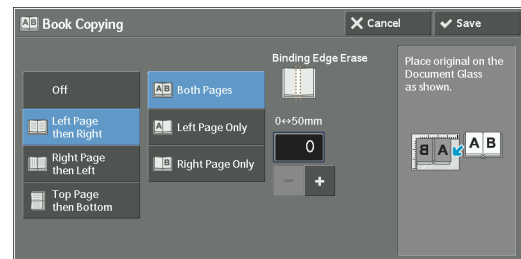 AB Book Copying
Cancel
Save
Off
Left Page
then Right
Right Page
then Left
Top Page
then Bottom
AB Both Pages
A Left Page Only
B Right Page Only
Binding Edge Erase
0↔50mm
0
− +
Place original on the
Document Glass
as shown.
B A A B